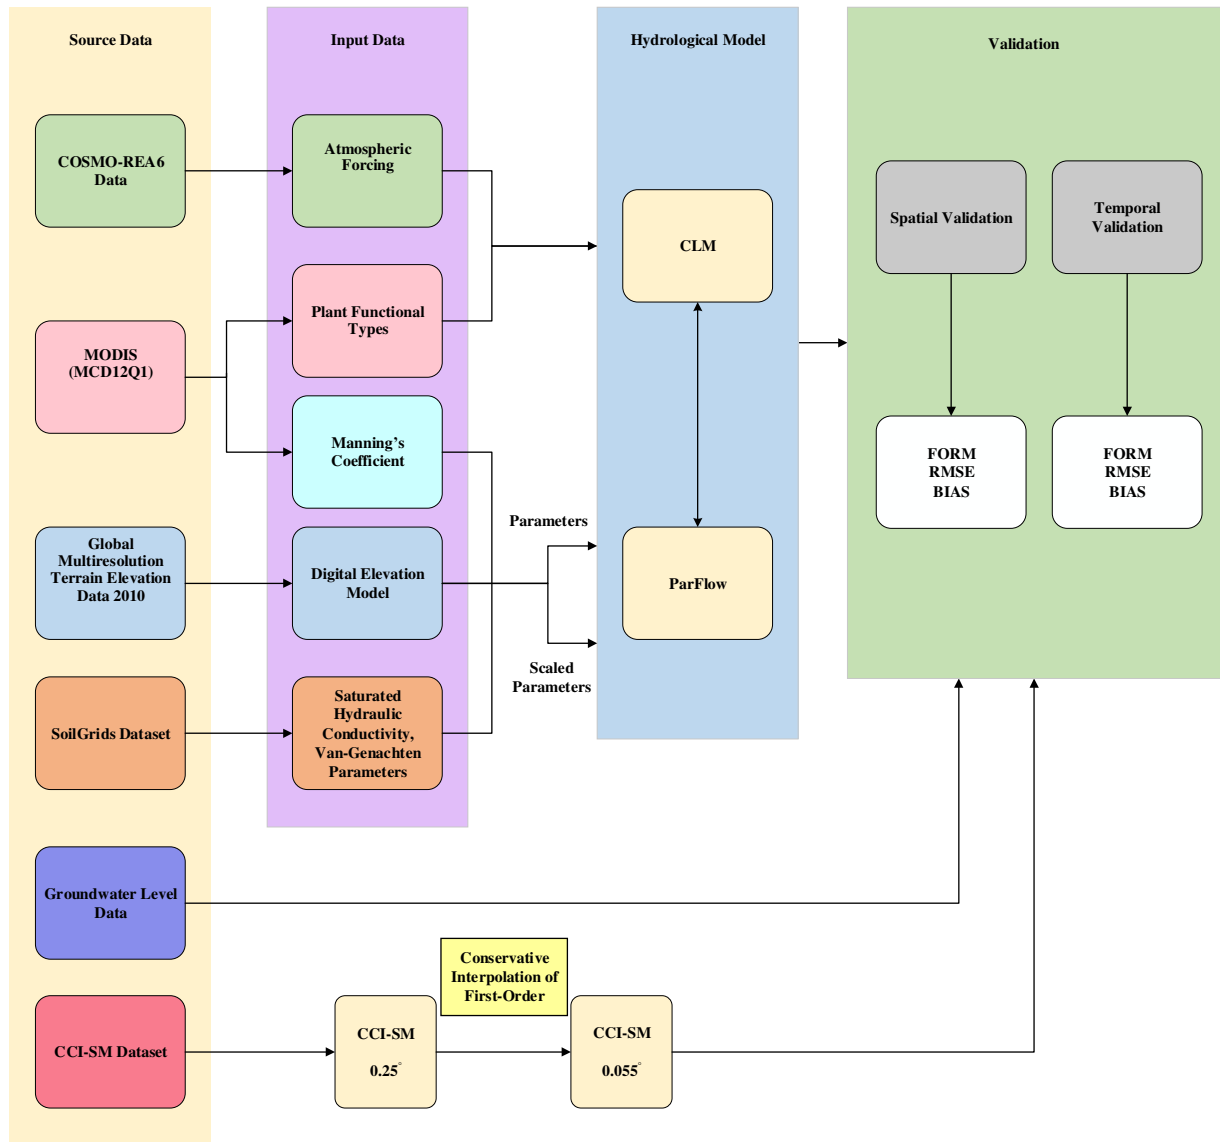 Source Data
Input Data
Hydrological Model
Validation
COSMO-REA6
Data
Atmospheric
Forcing
CLM
Spatial Validation
Temporal
Validation
MODIS
(MCD12Q1)
Plant Functional
Types
Manning’s
Coefficient
FORM
RMSE
BIAS
FORM
RMSE
BIAS
Global
Multiresolution
Terrain Elevation
Data 2010
Digital Elevation
Model
Parameters
Scaled
Parameters
ParFlow
SoilGrids Dataset
Saturated
Hydraulic
Conductivity,
Van-Genachten
Parameters
Groundwater Level
Data
Conservative
Interpolation of
First-Order
CCI-SM Dataset
CCI-SM
0.25°
CCI-SM
0.055°